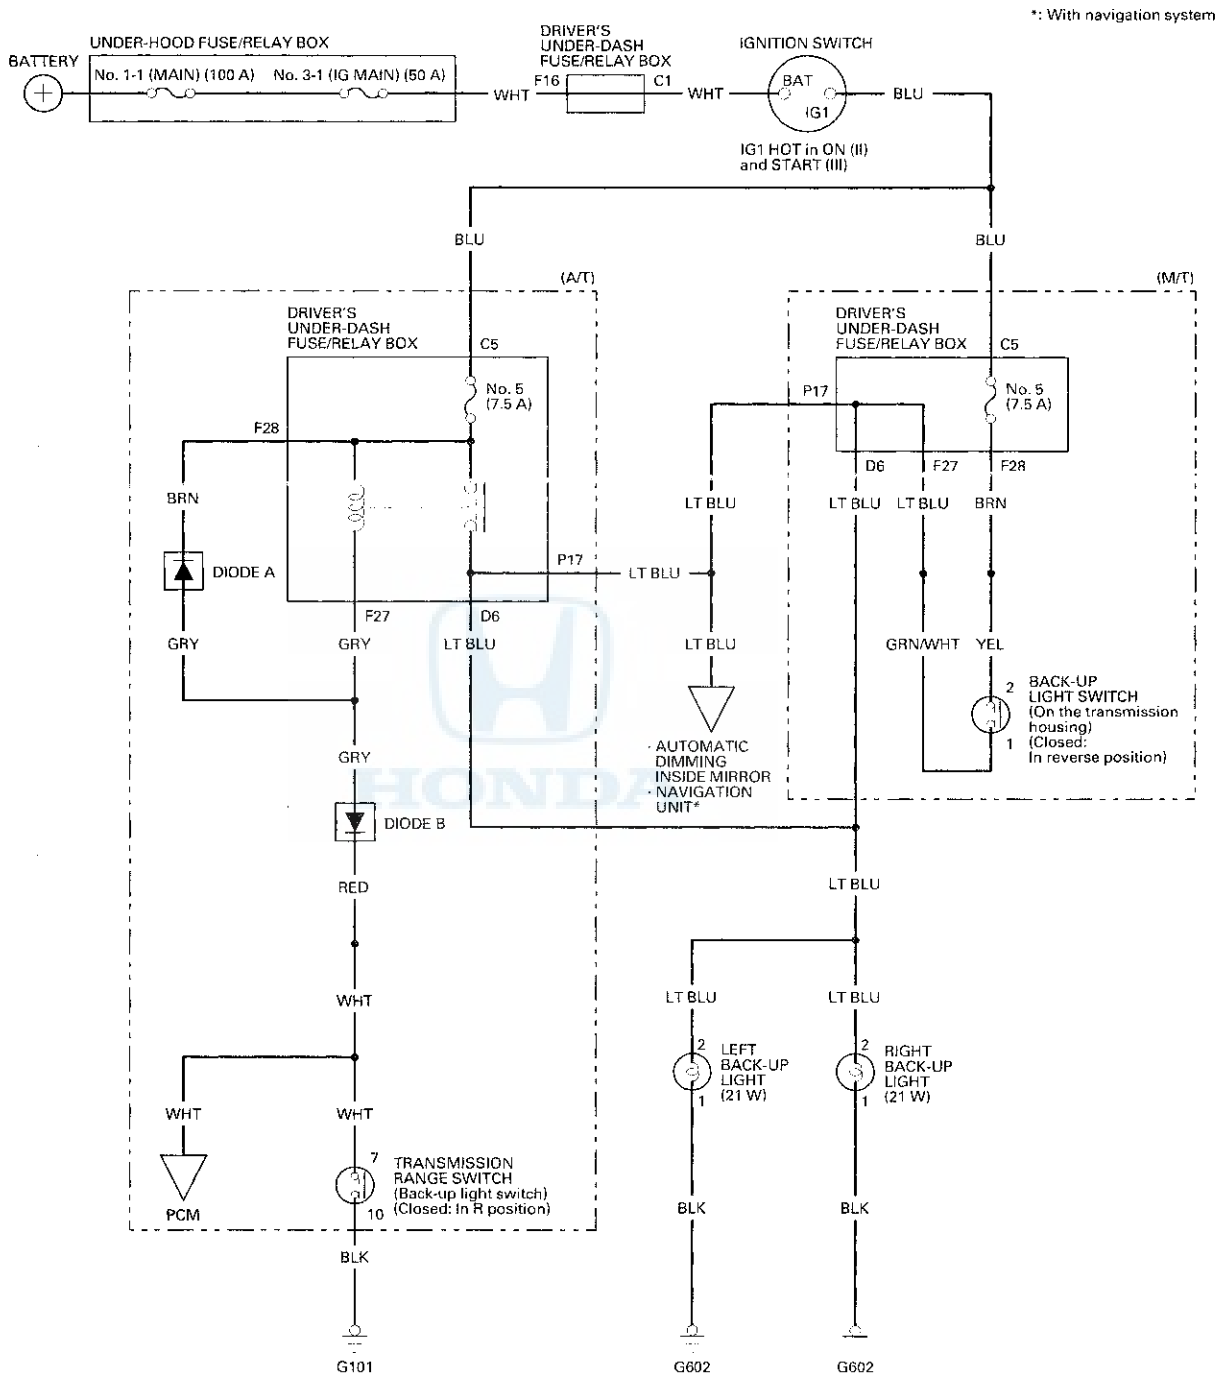 *: With navigation system
DRIVER'S
UNDER-DASH
FUSE/RELAY BOX
UNDER-HOOD FUSE/RELAY BOX
IGNITION SWITCH
BATTERY
No. 1-1 (MAIN) (100 A) No. 3-1 (IG MAIN) (50 A)
F16 C1
BAT
WHT WHT BLU
IG1
IG1 HOT in ON (II)
and START (III)
BLU BLU
(A/T) (M/T)
DRIVER'S
UNDER-DASH
FUSE/RELAY BOX
C5
DRIVER'S
UNDER-DASH
FUSE/RELAY BOX
C5
No. 5
(7.5 A)
P17
No. 5
(7.5 A)
F28
D6 F27 F28
BRN
LT BLU LT BLU LT BLU BRN
DIODE A
P17
LT BLU
F27 D6
GRY GRY LT BLU
LT BLU
GRN/WHT YEL
2
BACK-UP
LIGHT SWITCH
(On the transmission
housing)
1
(Closed:
In reverse position)
GRY
· AUTOMATIC
DIMMING
INSIDE MIRROR
· NAVIGATION
UNIT*
HONDA
DIODE B
RED
LT BLU
WHT
LT BLU LT BLU
2
LEFT
BACK-UP
LIGHT
(21 W)
1
2
RIGHT
BACK-UP
LIGHT
(21 W)
1
WHT WHT
7
TRANSMISSION
RANGE SWITCH
(Back-up light switch)
(Closed: In R position)
10
PCM
BLK BLK
BLK
G101 G602 G602